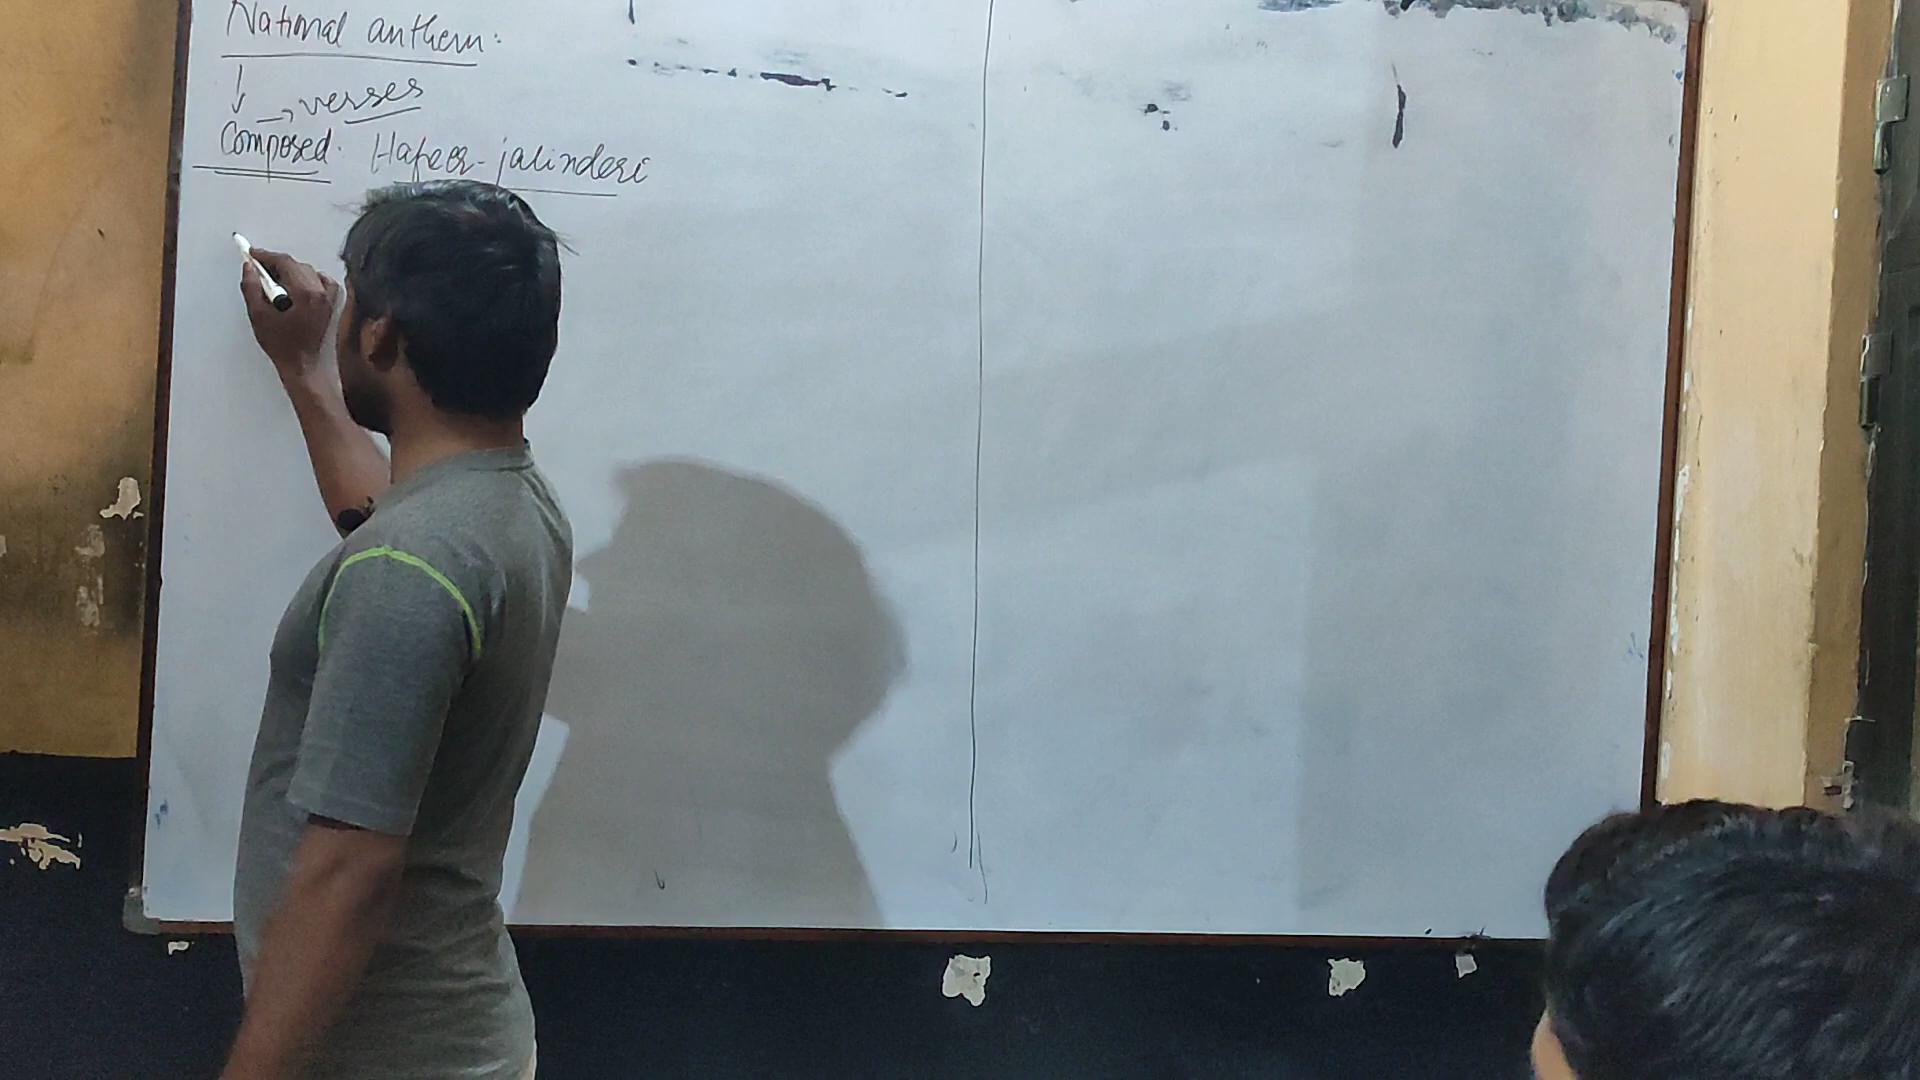 National anthem:
→ verses
Composed. Hafeez-jalinderi